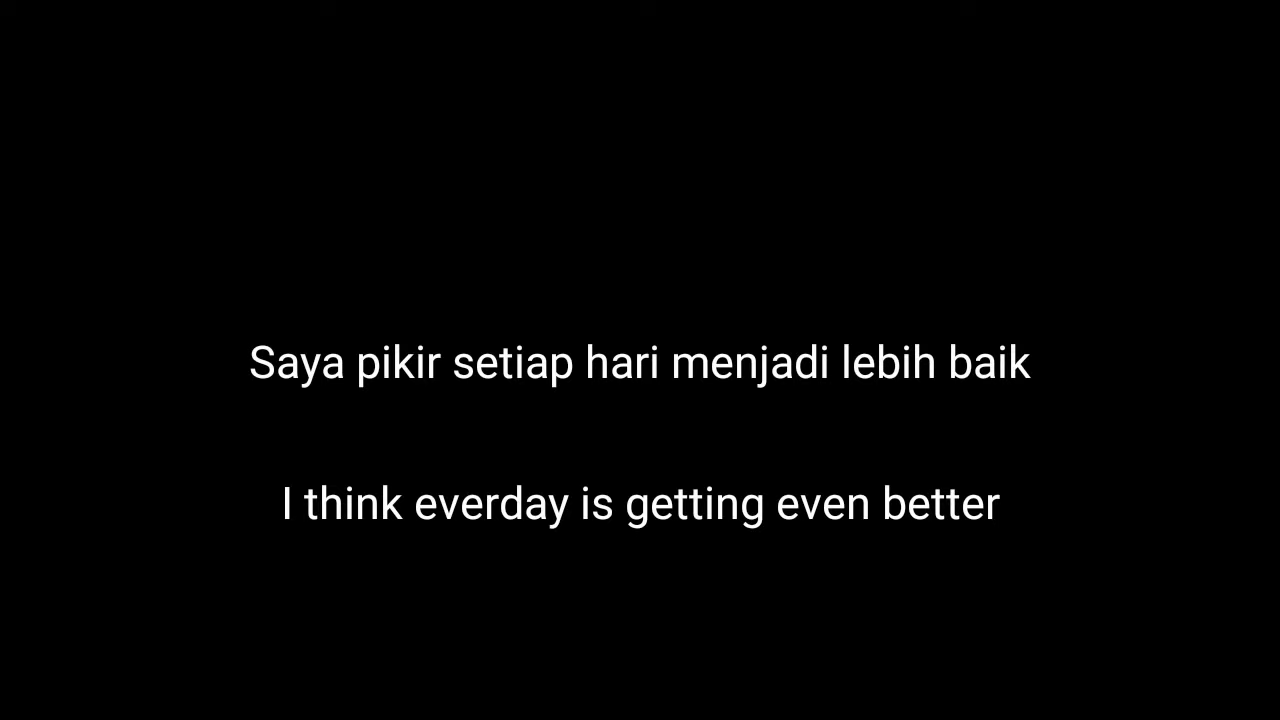 Saya pikir setiap hari menjadi lebih baik
I think everday is getting even better